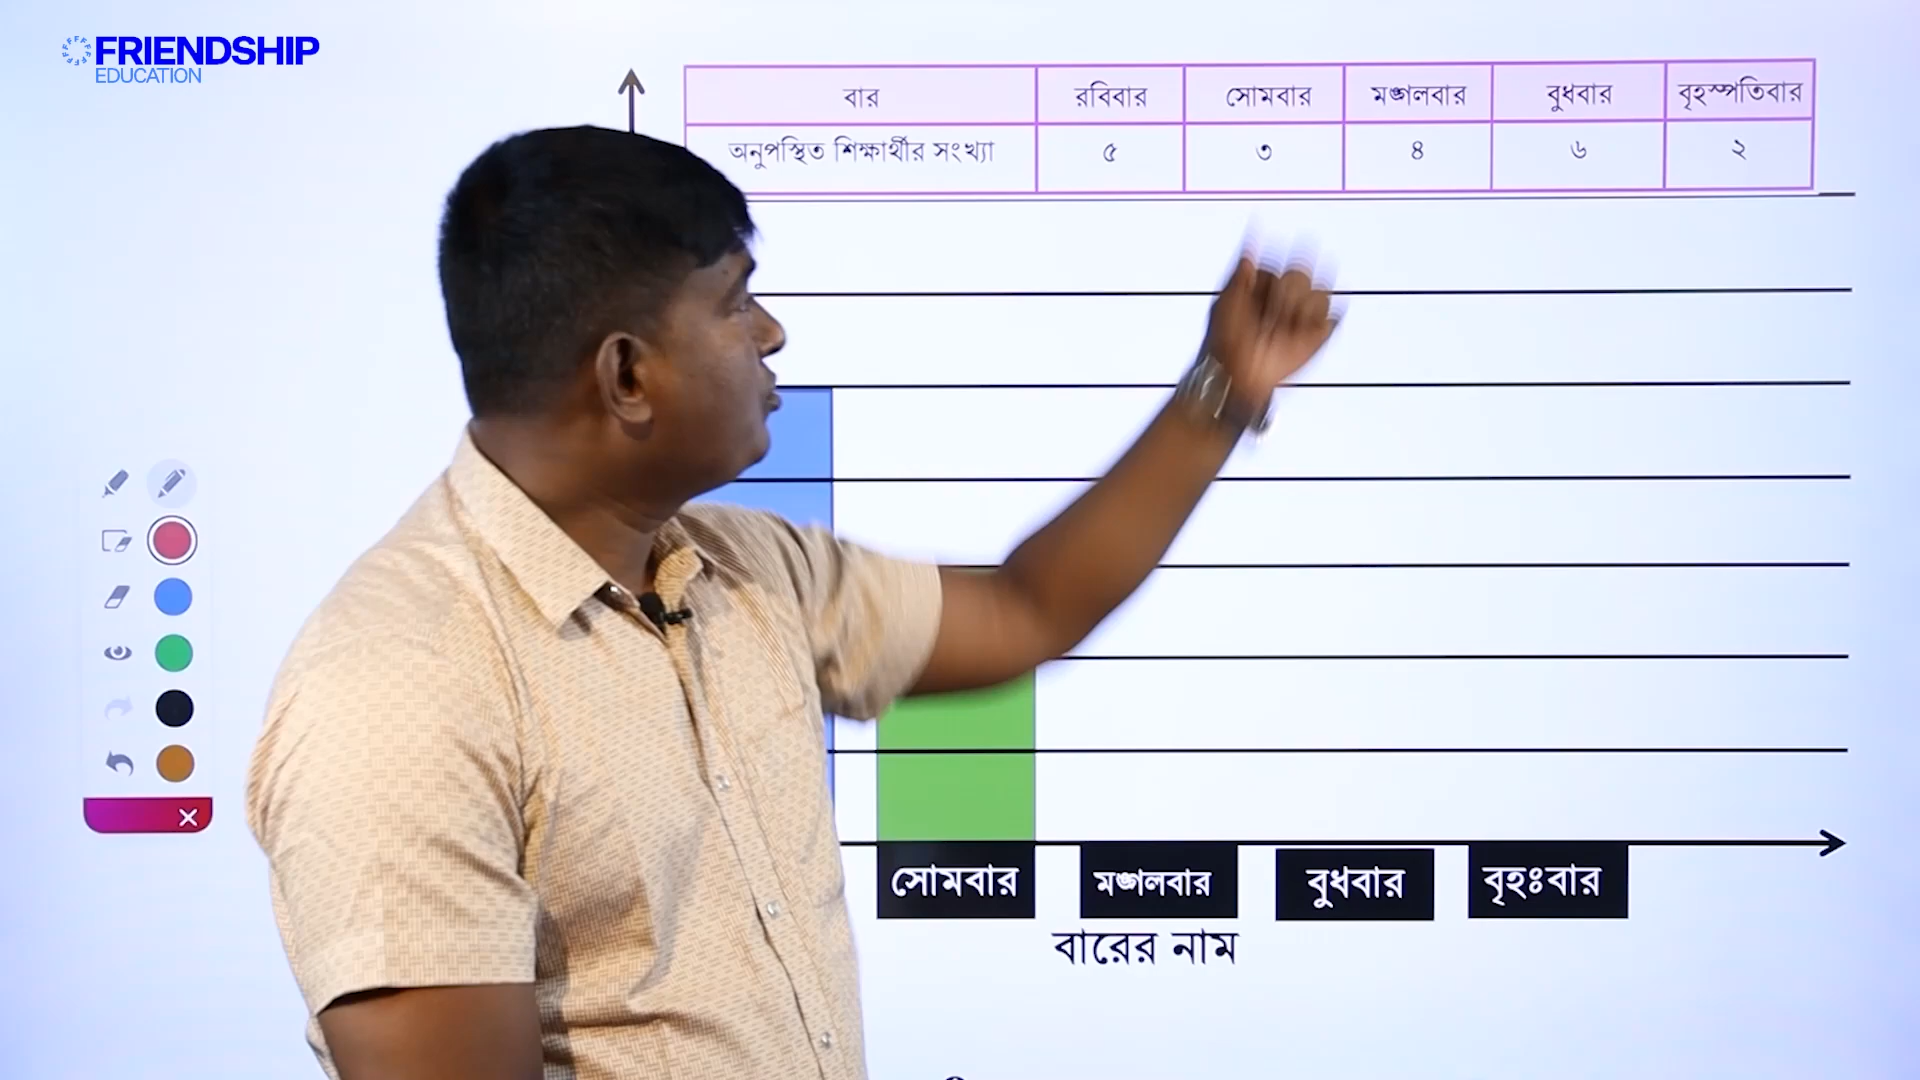 FRIENDSHIP
EDUCATION
বার রবিবার সোমবার মঙ্গলবার বুধবার বৃহস্পতিবার
অনুপস্থিত শিক্ষার্থীর সংখ্যা ৫ ৩ ৪ ৬ ২
সোমবার মঙ্গলবার বুধবার বৃহঃবার
বারের নাম